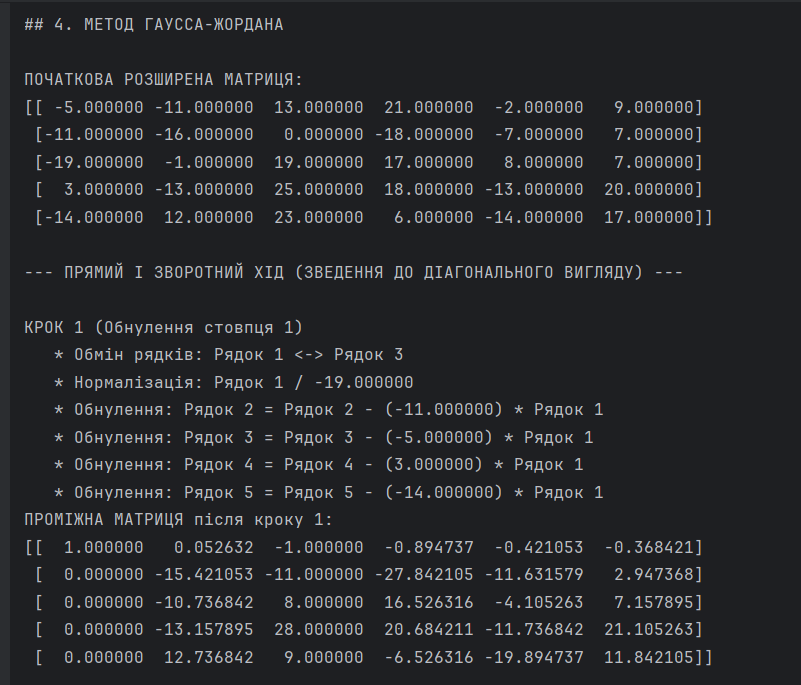 ## 4. МЕТОД ГАУССА-ЖОРДАНА
ПОЧАТКОВА РОЗШИРЕНА МАТРИЦЯ:
[[ -5.000000 -11.000000  13.000000  21.000000  -2.000000   9.000000]
 [-11.000000 -16.000000   0.000000 -18.000000  -7.000000   7.000000]
 [-19.000000  -1.000000  19.000000  17.000000   8.000000   7.000000]
 [  3.000000 -13.000000  25.000000  18.000000 -13.000000  20.000000]
 [-14.000000  12.000000  23.000000   6.000000 -14.000000  17.000000]]
--- ПРЯМИЙ І ЗВОРОТНИЙ ХІД (ЗВЕДЕННЯ ДО ДІАГОНАЛЬНОГО ВИГЛЯДУ) ---
КРОК 1 (Обнулення стовпця 1)
   * Обмін рядків: Рядок 1 <-> Рядок 3
   * Нормалізація: Рядок 1 / -19.000000
   * Обнулення: Рядок 2 = Рядок 2 - (-11.000000) * Рядок 1
   * Обнулення: Рядок 3 = Рядок 3 - (-5.000000) * Рядок 1
   * Обнулення: Рядок 4 = Рядок 4 - (3.000000) * Рядок 1
   * Обнулення: Рядок 5 = Рядок 5 - (-14.000000) * Рядок 1
ПРОМІЖНА МАТРИЦЯ після кроку 1:
[[  1.000000   0.052632  -1.000000  -0.894737  -0.421053  -0.368421]
 [  0.000000 -15.421053 -11.000000 -27.842105 -11.631579   2.947368]
 [  0.000000 -10.736842   8.000000  16.526316  -4.105263   7.157895]
 [  0.000000 -13.157895  28.000000  20.684211 -11.736842  21.105263]
 [  0.000000  12.736842   9.000000  -6.526316 -19.894737  11.842105]]